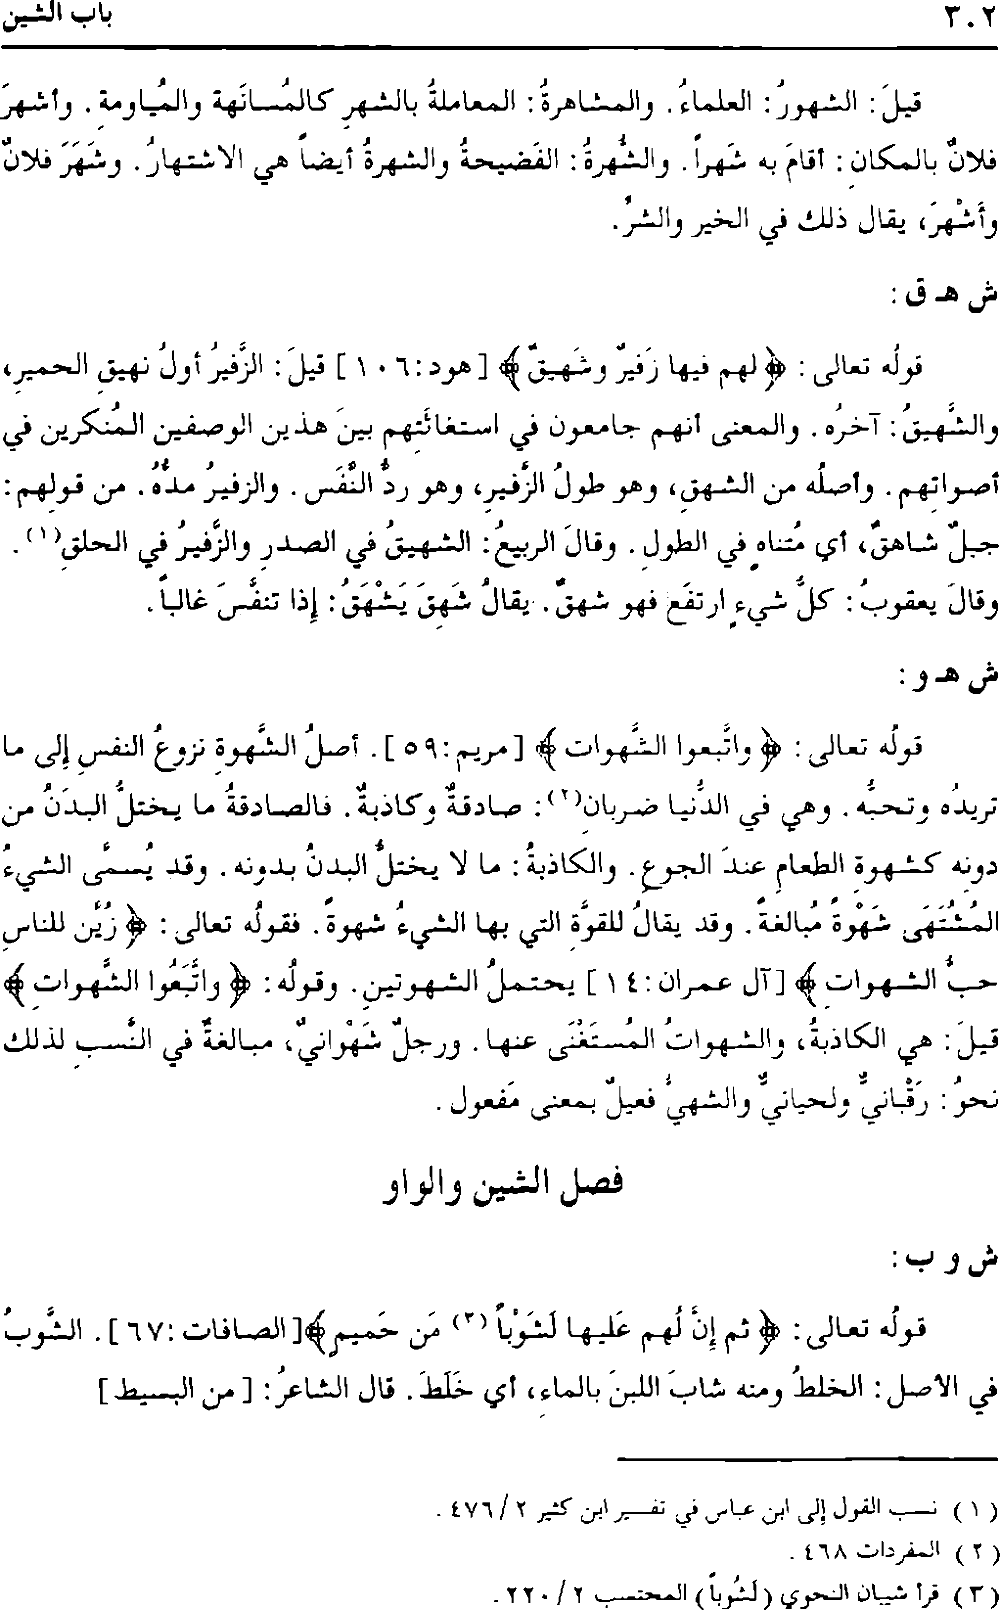 ٣٠٢ باب الشين
قيلَ: الشهورُ: العلماءُ. والمشاهرةُ: المعاملةُ بالشهرِ كالمُسانَهة والمُياومةِ. وأشهرَ
فلانٌ بالمكانِ: أقامَ به شَهراً. والشُّهرةُ: الفَضيحةُ والشهرةُ أيضاً هي الاشتهارُ. وشَهَرَ فلانٌ
وأَشْهرَ، يقال ذلك في الخير والشرِّ.
ش هـ ق:
قولُه تعالى: ﴿لهم فيها زَفيرٌ وشَهيقٌ﴾ [هود:١٠٦] قيلَ: الزَّفيرُ أولُ نهيقِ الحميرِ،
والشَّهيقُ: آخرُه. والمعنى أنهم جامعون في استغاثَتِهم بينَ هذين الوصفين المُنكرين في
أصواتِهم. وأصلُه من الشهقِ، وهو طولُ الزَّفيرِ، وهو ردُّ النَّفَس. والزفيرُ مدُّهُ. من قولِهم:
جبلٌ شاهقٌ، أي مُتناهٍ في الطولِ. وقالَ الربيعُ: الشهيقُ في الصدرِ والزَّفيرُ في الحلقِ(١).
وقالَ يعقوبُ: كلُّ شيءٍ ارتفَع فهو شهقٌ. يقالُ شَهِقَ يَشْهَقُ: إذا تنفَّسَ غالباً.
ش هـ و:
قولُه تعالى: ﴿واتَّبعوا الشَّهوات﴾ [مريم:٥٩]. أصلُ الشَّهوةِ نزوعُ النفسِ إلى ما
تريدُه وتحبُّه. وهي في الدُّنيا ضربانِ(٢): صادقةٌ وكاذبةٌ. فالصادقةُ ما يختلُّ البدَنُ من
دونِه كشهوةِ الطعامِ عندَ الجوعِ. والكاذبةُ: ما لا يختلُّ البدنُ بدونه. وقد يُسمَّى الشيءُ
المُشْتَهَى شَهْوةً مُبالغةً. وقد يقالُ للقوَّةِ التي بها الشيءُ شهوةً. فقولُه تعالى: ﴿زُيِّن للناسِ
حبُّ الشهواتِ﴾ [آل عمران:١٤] يحتملُ الشهوتينِ. وقولُه: ﴿واتَّبَعُوا الشَّهواتِ﴾
قيلَ: هي الكاذبةُ، والشهواتُ المُستَغْنَى عنها. ورجلٌ شَهْوانيٌّ، مبالغةٌ في النَّسبِ لذلك
نحوُ: رَقْبانيٌّ ولحيانيٌّ والشهيُّ فعيلٌ بمعنى مَفعول.
فصل الشين والواو
ش و ب:
قولُه تعالى: ﴿ثم إِنَّ لُهم عَليها لَشَوْباً(٣) مَن حَميمٍ﴾ [الصافات:٦٧]. الشَّوبُ
في الأصل: الخلطُ ومنه شابَ اللبنَ بالماءِ، أي خَلَطَ. قال الشاعرُ: [من البسيط]
(١) نسب القول إلى ابن عباس في تفسير ابن كثير ٢/٤٧٦.
(٢) المفردات ٤٦٨.
(٣) قرأ شيبان النحوي (لَشُوباً) المحتسب ٢/٢٢٠.